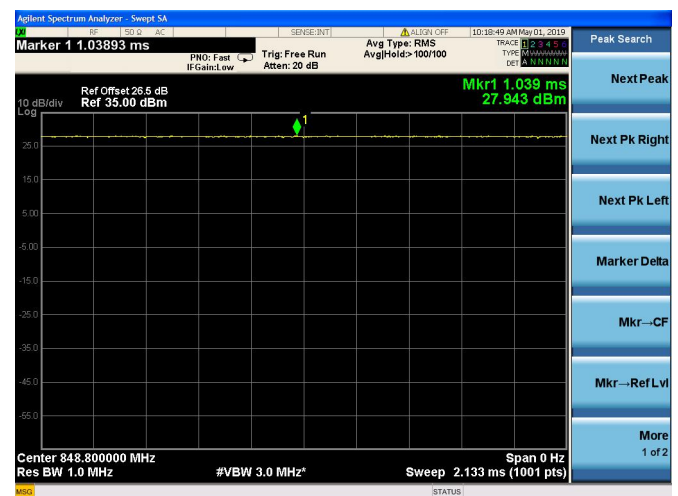 Agilent Spectrum Analyzer - Swept SA
RF 50 Ω AC SENSE:INT ALIGN OFF 10:18:49 AM May 01, 2019
Marker 1 1.03893 ms
PNO: Fast
IFGain:Low
Trig: Free Run
Atten: 20 dB
Avg Type: RMS
Avg|Hold:>100/100
TRACE 1 2 3 4 5 6
TYPE M
DET A N N N N N
Peak Search
Ref Offset 26.5 dB
10 dB/div Ref 35.00 dBm
Log
Mkr1 1.039 ms
27.943 dBm
1
25.0
15.0
5.00
-5.00
-15.0
-25.0
-35.0
-45.0
-55.0
Next Peak
Next Pk Right
Next Pk Left
Marker Delta
Mkr→CF
Mkr→Ref Lvl
More
1 of 2
Center 848.800000 MHz Span 0 Hz
Res BW 1.0 MHz #VBW 3.0 MHz* Sweep 2.133 ms (1001 pts)
MSG STATUS